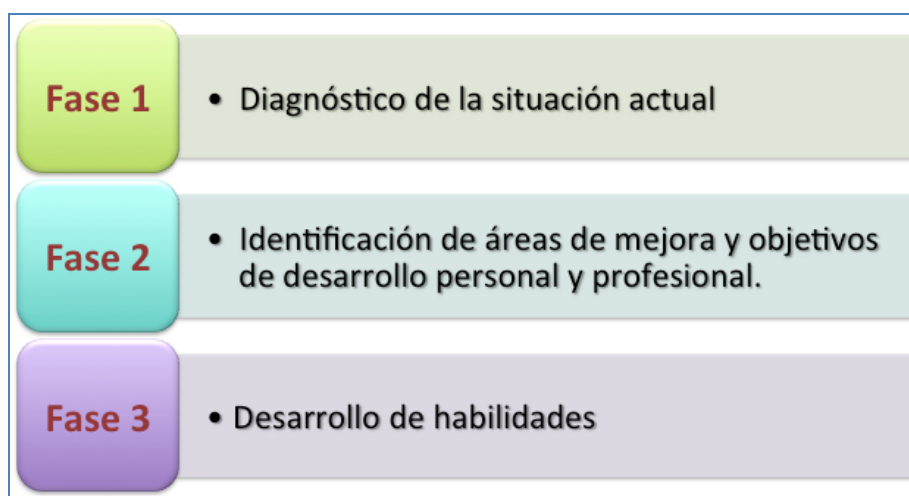 Fase 1
• Diagnóstico de la situación actual
Fase 2
• Identificación de áreas de mejora y objetivos
de desarrollo personal y profesional.
Fase 3
• Desarrollo de habilidades